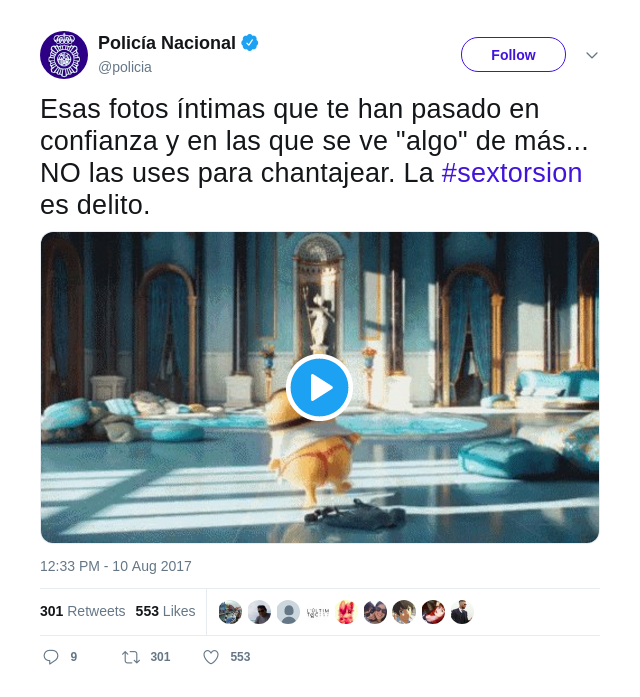 Policía Nacional
@policia
Follow
Esas fotos íntimas que te han pasado en
confianza y en las que se ve "algo" de más...
NO las uses para chantajear. La #sextorsion
es delito.
12:33 PM - 10 Aug 2017
301 Retweets 553 Likes
9 301 553